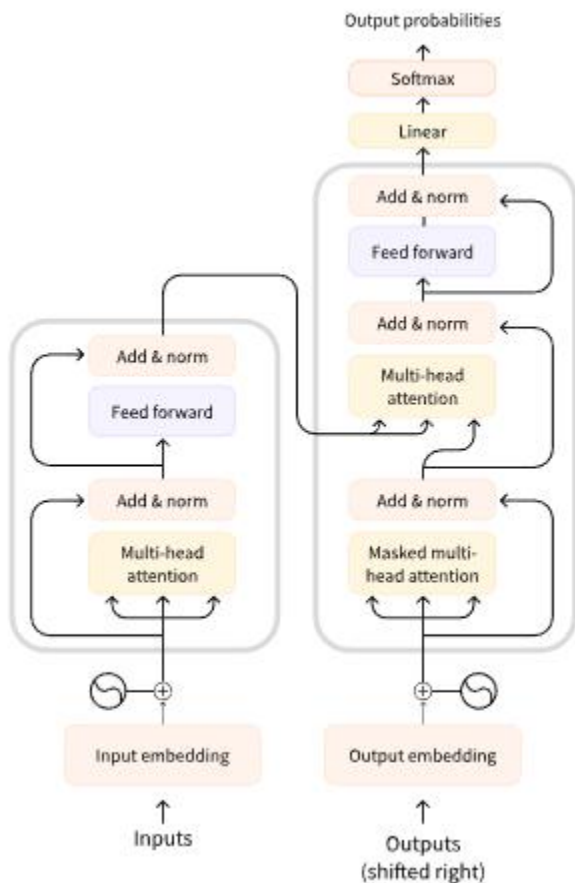 Output probabilities
Softmax
Linear
Add & norm
Feed forward
Add & norm
Multi-head
attention
Add & norm
Masked multi-
head attention
Add & norm
Feed forward
Add & norm
Multi-head
attention
Input embedding
Output embedding
Inputs
Outputs
(shifted right)